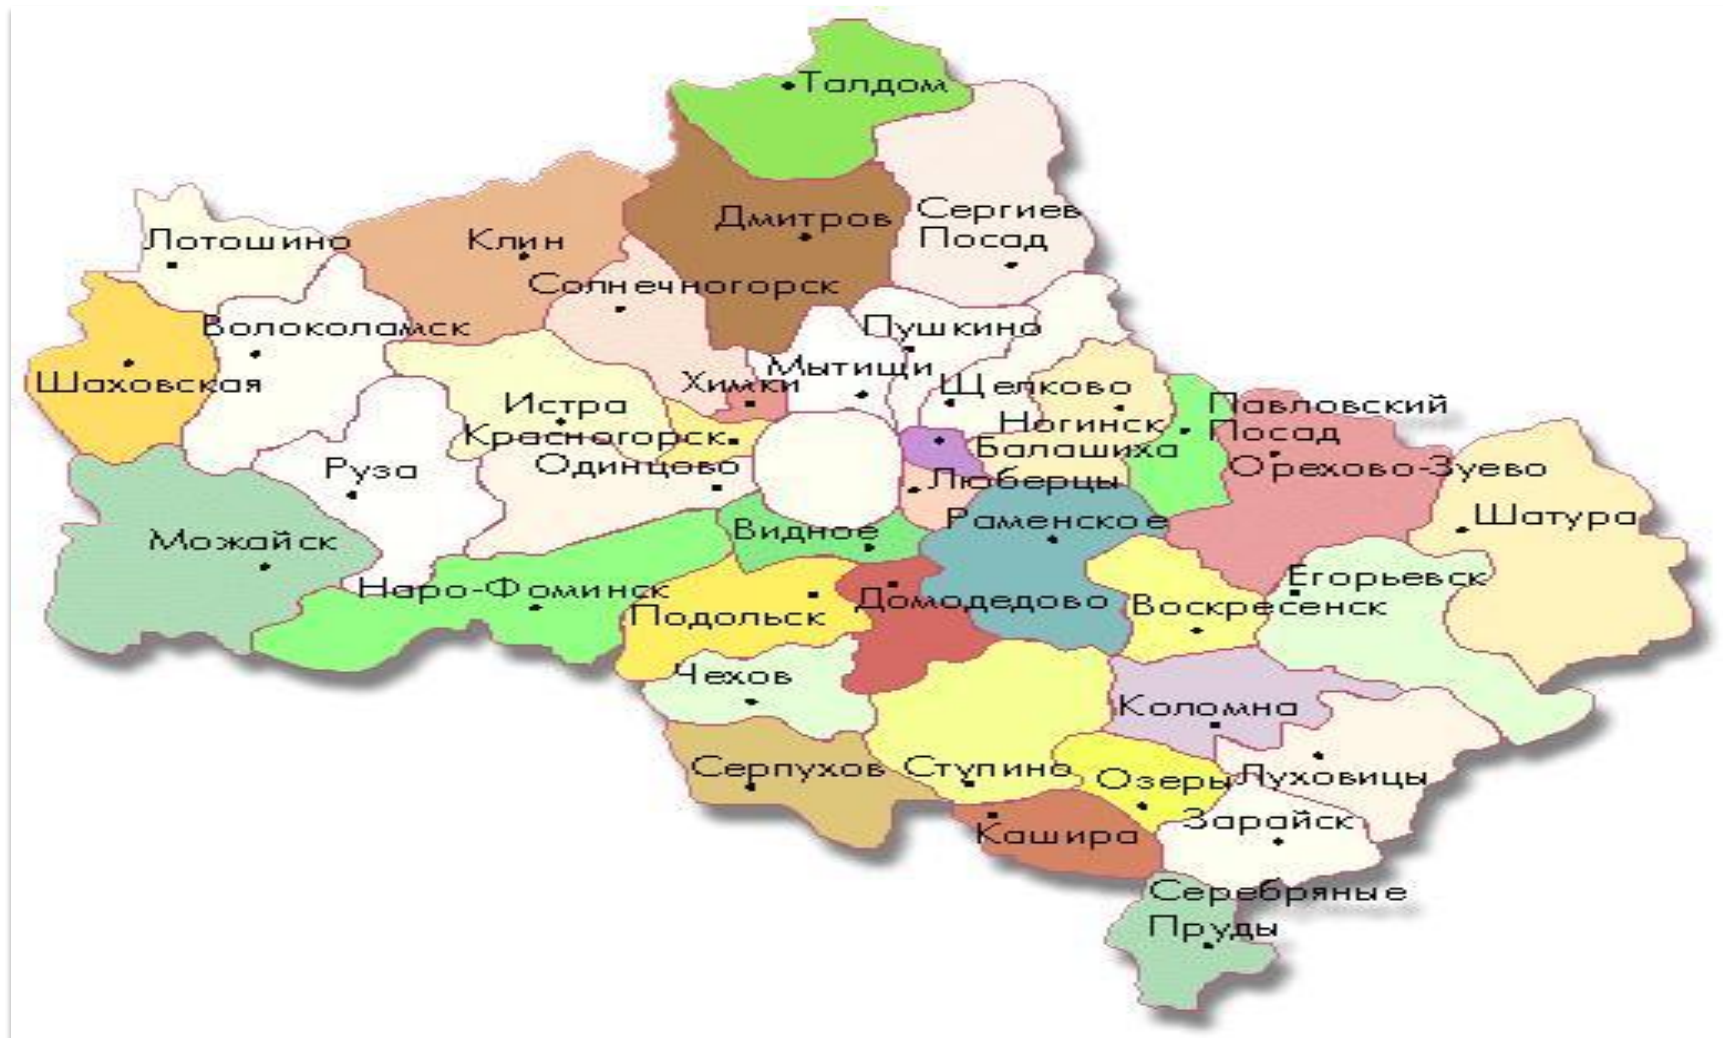 Талдом
Дмитров
Сергиев
Посад
Лотошино
Клин
Солнечногорск
Волоколамск
Пушкино
Мытищи
Шаховская
Химки
Щелково
Истра
Ногинск
Павловский
Посад
Красногорск
Балашиха
Одинцово
Руза
Люберцы
Орехово-Зуево
Шатура
Видное
Раменское
Можайск
Наро-Фоминск
Егорьевск
Подольск
Домодедово
Воскресенск
Чехов
Коломна
Серпухов
Ступино
Озеры
Луховицы
Кашира
Зарайск
Серебряные
Пруды